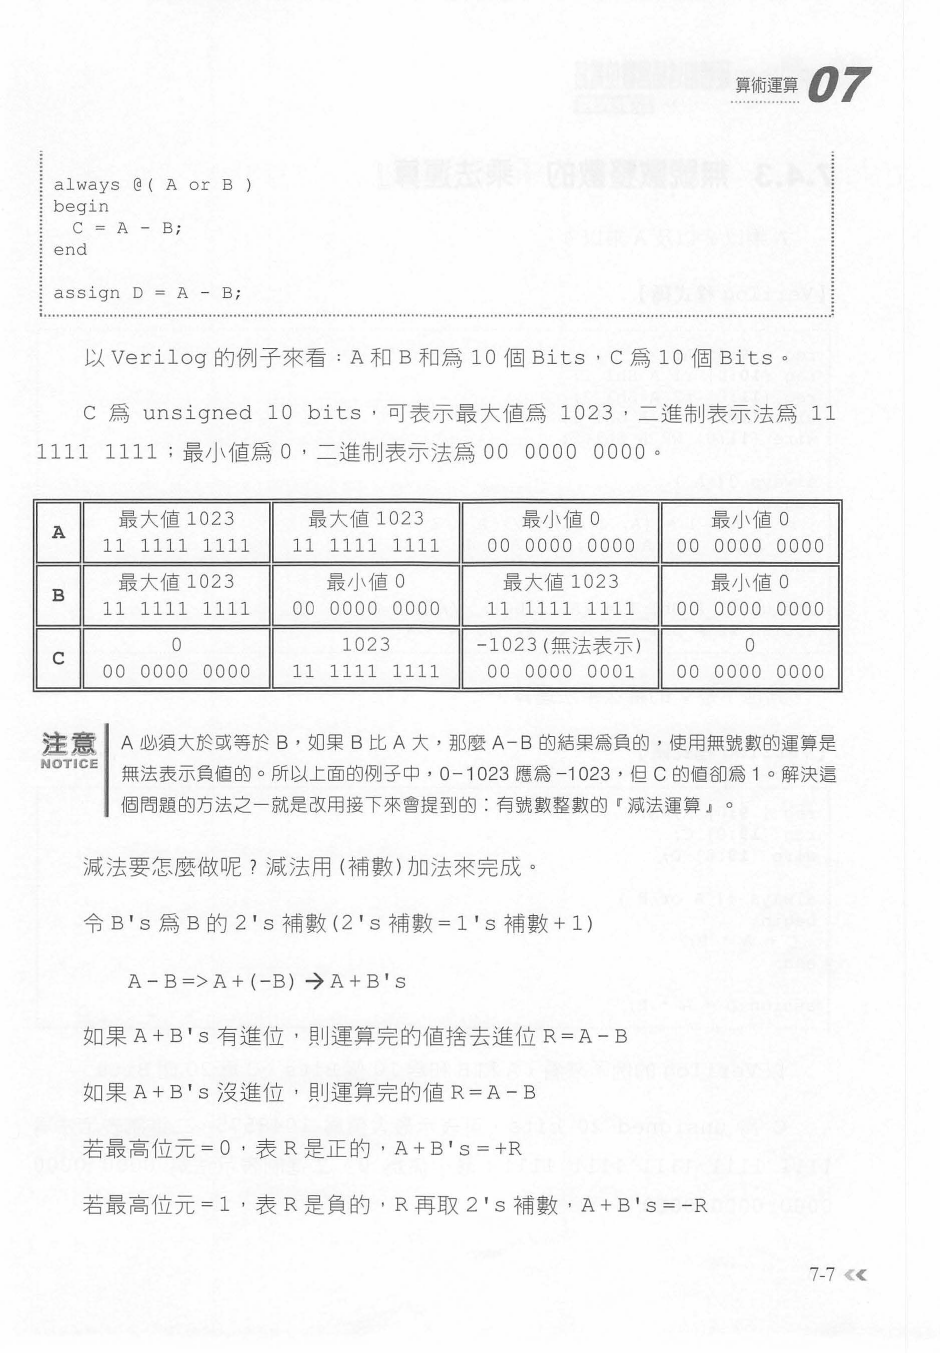 算術運算 07
always @( A or B )
begin
C = A - B;
end
assign D = A - B;
以 Verilog 的例子來看：A 和 B 和為 10 個 Bits，C 為 10 個 Bits。
C 為 unsigned 10 bits，可表示最大值為 1023，二進制表示法為 11
1111 1111；最小值為 0，二進制表示法為 00 0000 0000。
A 最大值 1023 最大值 1023 最小值 0 最小值 0
11 1111 1111 11 1111 1111 00 0000 0000 00 0000 0000
B 最大值 1023 最小值 0 最大值 1023 最小值 0
11 1111 1111 00 0000 0000 11 1111 1111 00 0000 0000
C 0 1023 -1023(無法表示) 0
00 0000 0000 11 1111 1111 00 0000 0001 00 0000 0000
注意
NOTICE
A 必須大於或等於 B，如果 B 比 A 大，那麼 A-B 的結果為負的，使用無號數的運算是
無法表示負值的。所以上面的例子中，0-1023 應為 -1023，但 C 的值卻為 1。解決這
個問題的方法之一就是改用接下來會提到的：有號數整數的『減法運算』。
減法要怎麼做呢？減法用(補數)加法來完成。
令 B's 為 B 的 2's 補數(2's 補數=1's 補數+1)
A-B=>A+(-B) → A+B's
如果 A+B's 有進位，則運算完的值捨去進位 R=A-B
如果 A+B's 沒進位，則運算完的值 R=A-B
若最高位元=0，表 R 是正的，A+B's=+R
若最高位元=1，表 R 是負的，R 再取 2's 補數，A+B's=-R
7-7